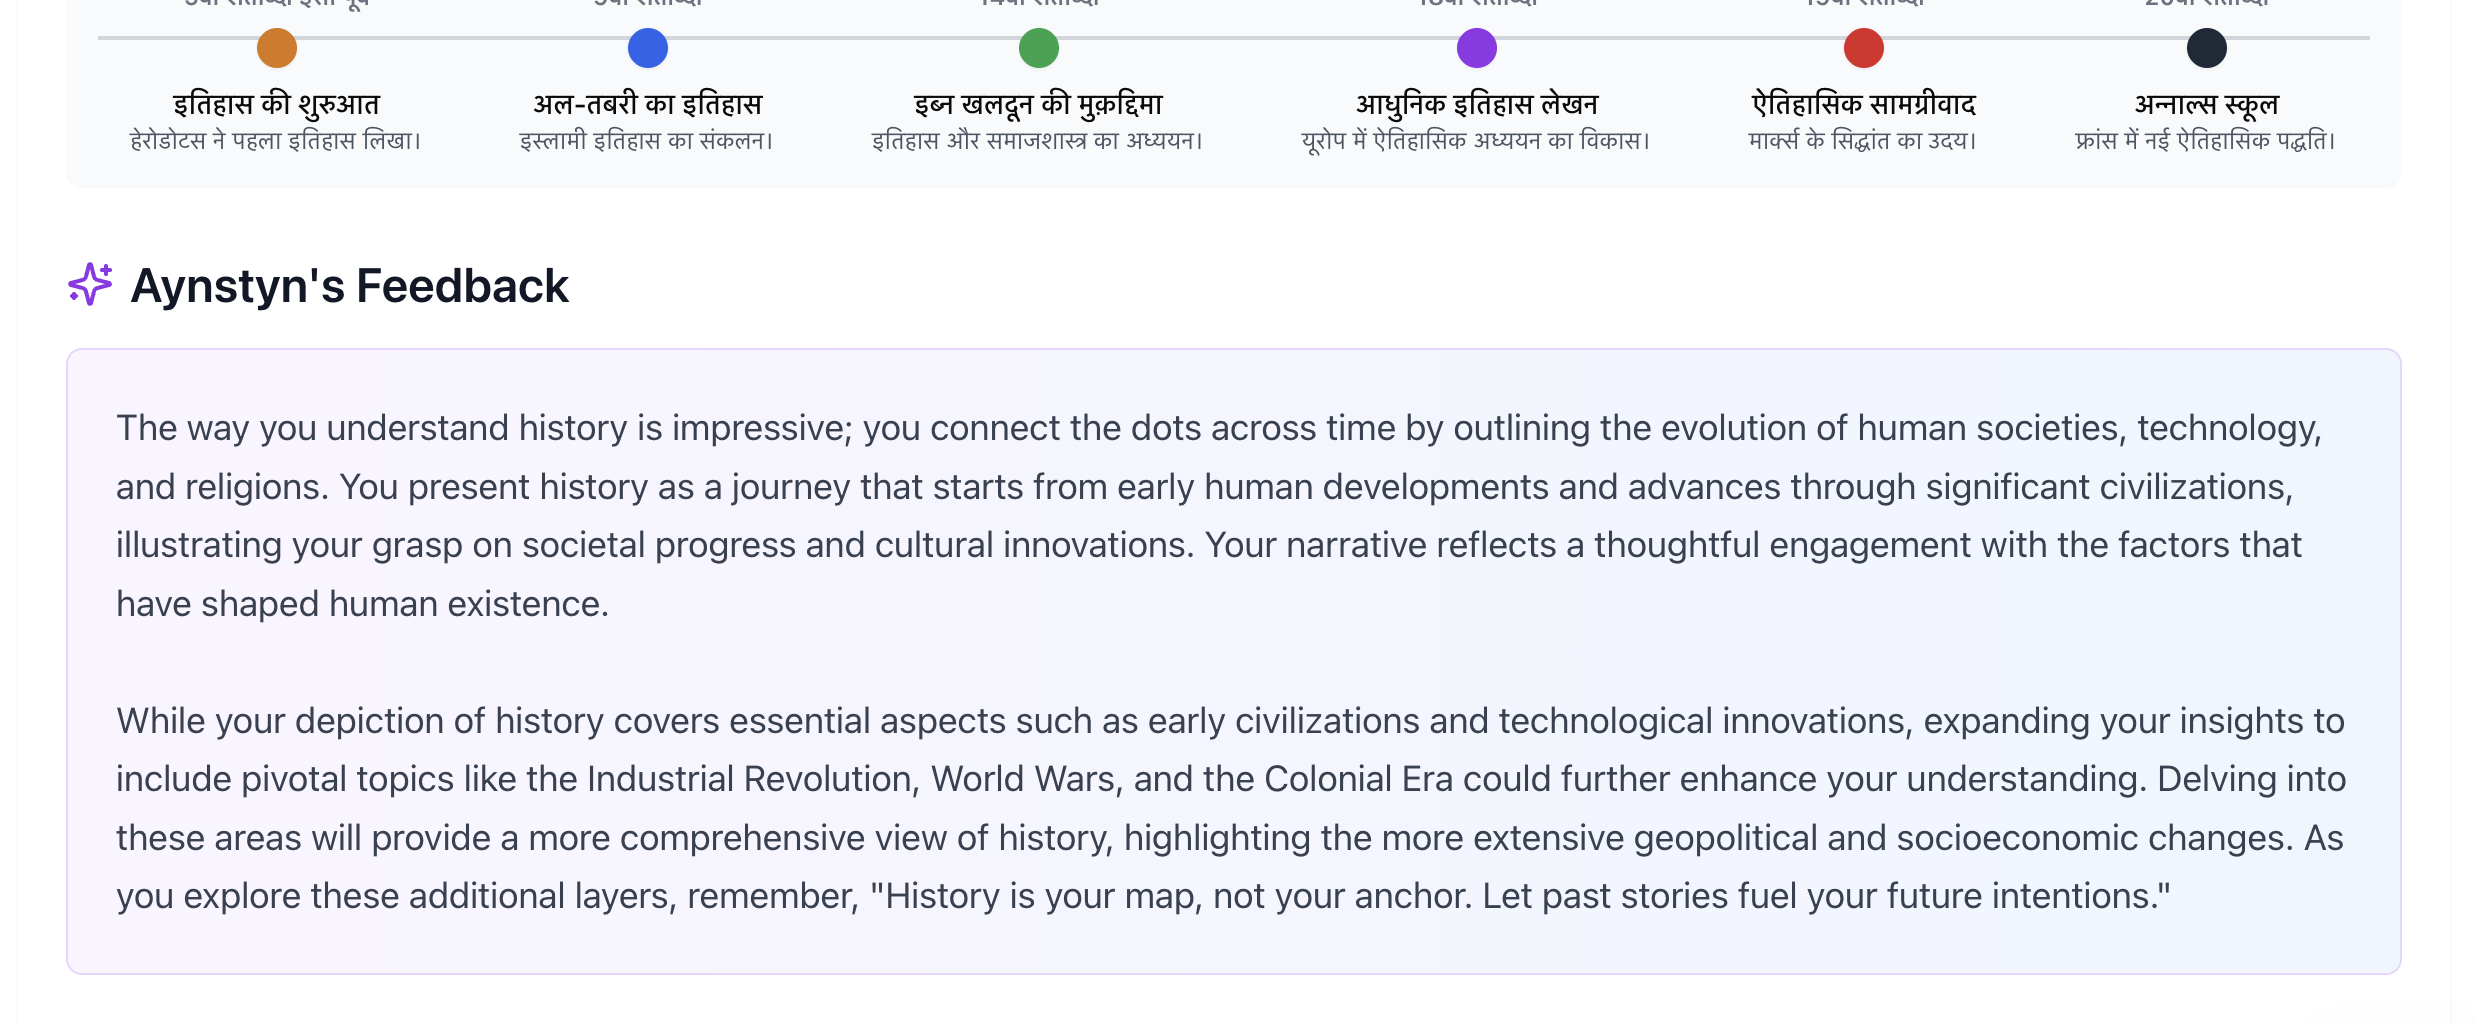 इतिहास की शुरुआत
हेरोडोटस ने पहला इतिहास लिखा।
अल-तबरी का इतिहास
इस्लामी इतिहास का संकलन।
इब्न खलदून की मुक़द्दिमा
इतिहास और समाजशास्त्र का अध्ययन।
आधुनिक इतिहास लेखन
यूरोप में ऐतिहासिक अध्ययन का विकास।
ऐतिहासिक सामग्रीवाद
मार्क्स के सिद्धांत का उदय।
अन्नाल्स स्कूल
फ्रांस में नई ऐतिहासिक पद्धति।
Aynstyn's Feedback
The way you understand history is impressive; you connect the dots across time by outlining the evolution of human societies, technology,
and religions. You present history as a journey that starts from early human developments and advances through significant civilizations,
illustrating your grasp on societal progress and cultural innovations. Your narrative reflects a thoughtful engagement with the factors that
have shaped human existence.
While your depiction of history covers essential aspects such as early civilizations and technological innovations, expanding your insights to
include pivotal topics like the Industrial Revolution, World Wars, and the Colonial Era could further enhance your understanding. Delving into
these areas will provide a more comprehensive view of history, highlighting the more extensive geopolitical and socioeconomic changes. As
you explore these additional layers, remember, "History is your map, not your anchor. Let past stories fuel your future intentions."